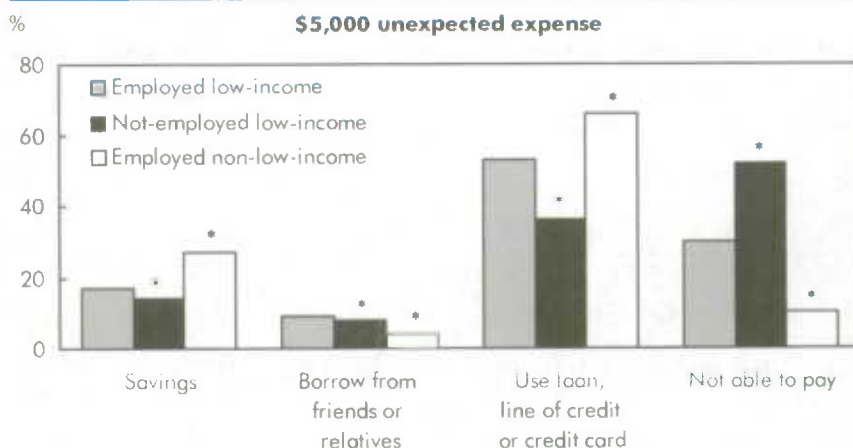 %
$5,000 unexpected expense
80
Employed low-income
Not-employed low-income
60
Employed non-low-income
40
20
0
* * * * * * * *
Savings
Borrow from
friends or
relatives
Use loan,
line of credit
or credit card
Not able to pay